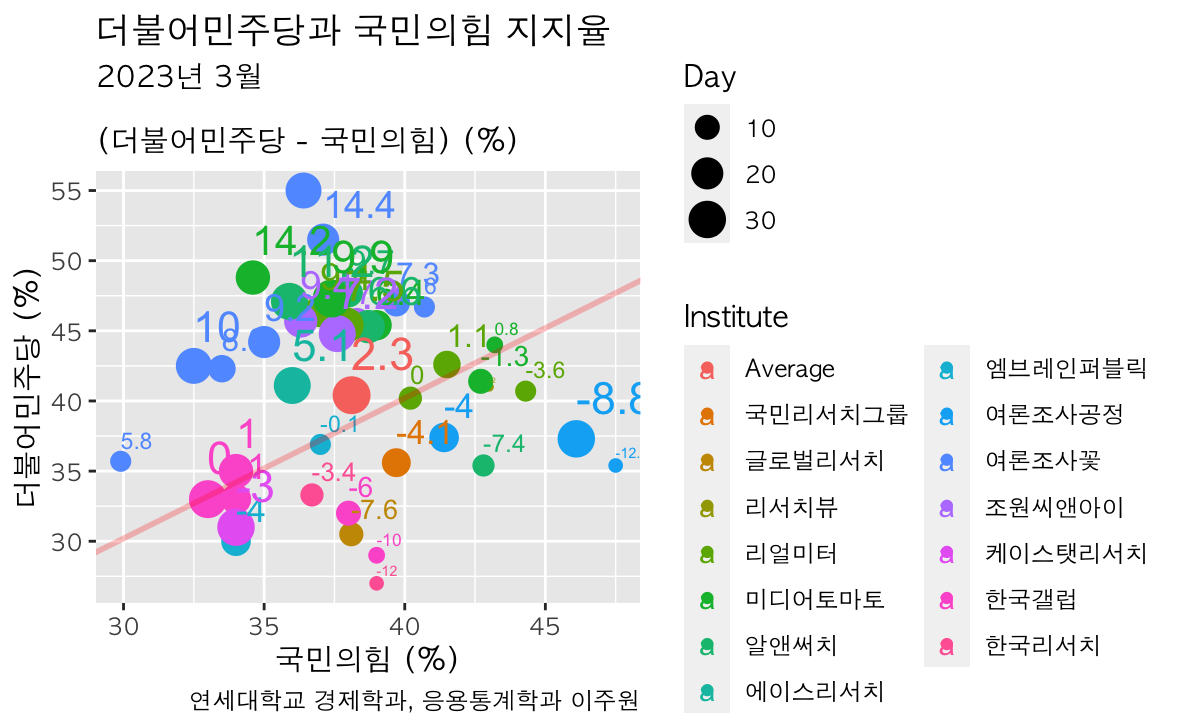 더불어민주당과 국민의힘 지지율
2023년 3월
(더불어민주당 - 국민의힘) (%)
더불어민주당 (%)
55
50
45
40
35
30
14.4
14.2
7.3
10
5.1
2.3
1.1
0.8
-1.3
0
-3.6
-4
-8.8
-0.1
-4.1
5.8
1
-7.4
-12.
-3.4
-6
-3
-4
-7.6
-10
-12
30 35 40 45
국민의힘 (%)
연세대학교 경제학과, 응용통계학과 이주원
Day
10
20
30
Institute
a Average
a 국민리서치그룹
a 글로벌리서치
a 리서치뷰
a 리얼미터
a 미디어토마토
a 알앤써치
a 에이스리서치
a 엠브레인퍼블릭
a 여론조사공정
a 여론조사꽃
a 조원씨앤아이
a 케이스탯리서치
a 한국갤럽
a 한국리서치